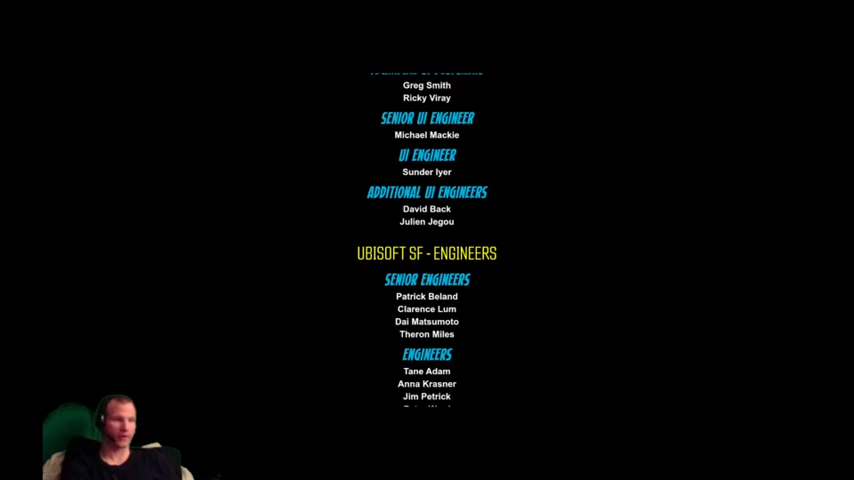 Greg Smith
Ricky Viray
SENIOR UI ENGINEER
Michael Mackie
UI ENGINEER
Sunder Iyer
ADDITIONAL UI ENGINEERS
David Back
Julien Jegou
UBISOFT SF - ENGINEERS
SENIOR ENGINEERS
Patrick Beland
Clarence Lum
Dai Matsumoto
Theron Miles
ENGINEERS
Tane Adam
Anna Krasner
Jim Petrick